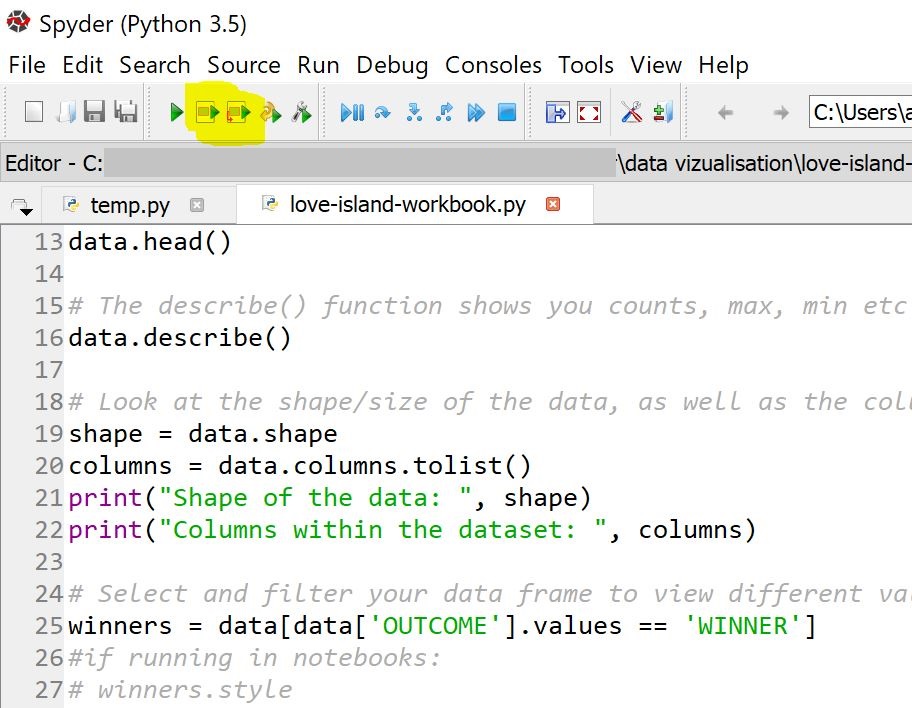 Spyder (Python 3.5)
File Edit Search Source Run Debug Consoles Tools View Help
C:\Users\a
Editor - C: \data vizualisation\love-island-
temp.py love-island-workbook.py
13 data.head()
14
15 # The describe() function shows you counts, max, min etc
16 data.describe()
17
18 # Look at the shape/size of the data, as well as the colu
19 shape = data.shape
20 columns = data.columns.tolist()
21 print("Shape of the data: ", shape)
22 print("Columns within the dataset: ", columns)
23
24 # Select and filter your data frame to view different val
25 winners = data[data['OUTCOME'].values == 'WINNER']
26 #if running in notebooks:
27 # winners.style